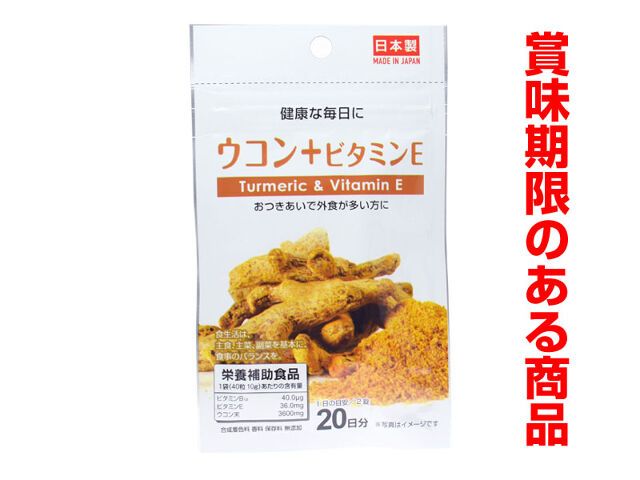 日本製
MADE IN JAPAN
健康な毎日に
ウコン+ビタミンE
Turmeric & Vitamin E
おつきあいで外食が多い方に
食生活は、
主食、主菜、副菜を基本に、
食事のバランスを。
栄養補助食品
1袋(40粒 10g)あたりの含有量
ビタミンB12 40.0μg
ビタミンE 36.0mg
ウコン末 3600mg
合成着色料 香料 保存料 無添加
1日の目安/2錠
20日分
※写真はイメージです
賞味期限のある商品